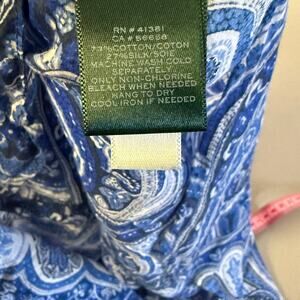 RN # 41381
CA # 56658
73%COTTON/COTON
27%SILK/SOIE
MACHINE WASH COLD
SEPARATELY
ONLY NON-CHLORINE
BLEACH WHEN NEEDED
HANG TO DRY
COOL IRON IF NEEDED